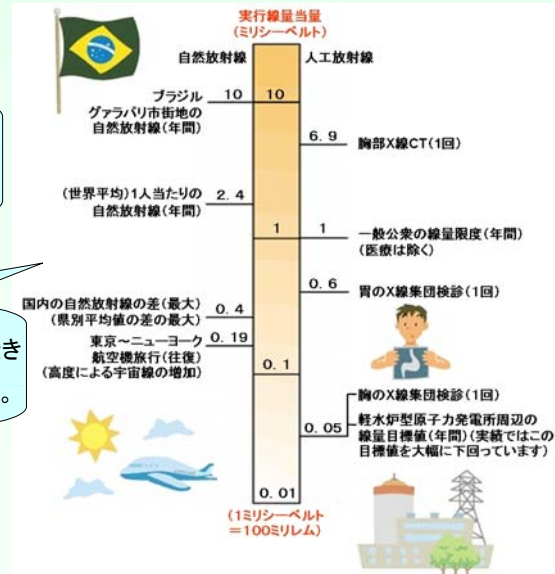 実行線量当量
(ミリシーベルト)
自然放射線
人工放射線
ブラジル
グァラパリ市街地の
自然放射線(年間)
10
10
6.9
胸部X線CT(1回)
(世界平均)1人当たりの
自然放射線(年間)
2.4
1
1
一般公衆の線量限度(年間)
(医療は除く)
0.6
胃のX線集団検診(1回)
国内の自然放射線の差(最大)
(県別平均値の差の最大)
0.4
東京~ニューヨーク
航空機旅行(往復)
(高度による宇宙線の増加)
0.19
0.1
き
。
胸のX線集団検診(1回)
0.05
軽水炉型原子力発電所周辺の
線量目標値(年間)(実績ではこの
目標値を大幅に下回っています)
0.01
(1ミリシーベルト
=100ミリレム)